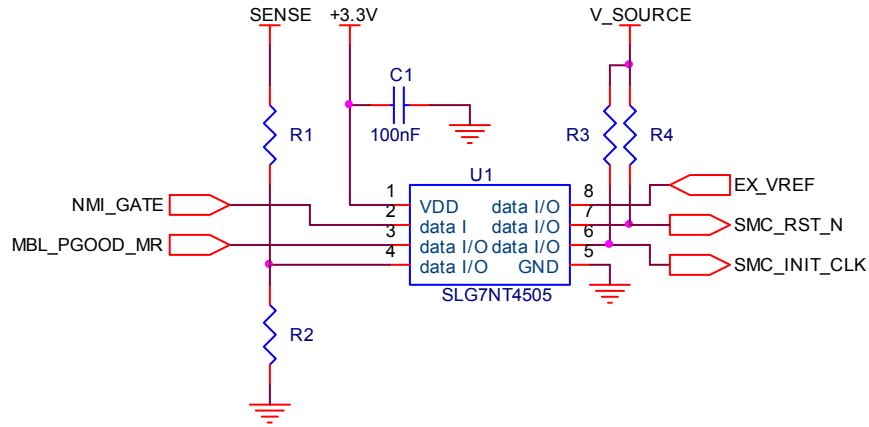 SENSE +3.3V V_SOURCE
C1
100nF
R1 R3 R4
U1
1 8
NMI_GATE VDD data I/O EX_VREF
2 7
data I data I/O SMC_RST_N
3 6
MBL_PGOOD_MR data I/O data I/O
4 5
data I/O GND SMC_INIT_CLK
SLG7NT4505
R2